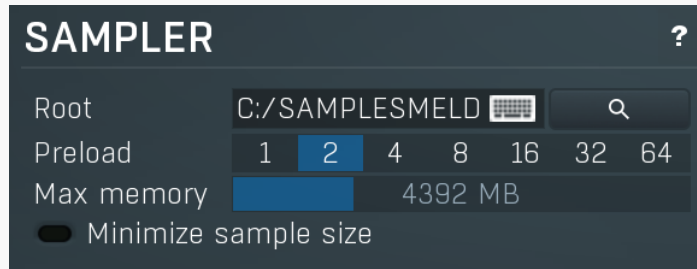 SAMPLER ?
Root C:/SAMPLESMELD
Preload 1 2 4 8 16 32 64
Max memory 4392 MB
Minimize sample size